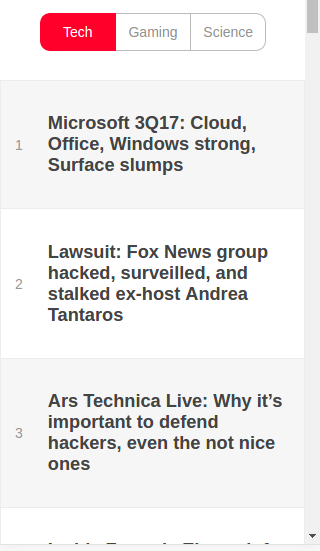 Tech Gaming Science
1
Microsoft 3Q17: Cloud,
Office, Windows strong,
Surface slumps
2
Lawsuit: Fox News group
hacked, surveilled, and
stalked ex-host Andrea
Tantaros
3
Ars Technica Live: Why it’s
important to defend
hackers, even the not nice
ones